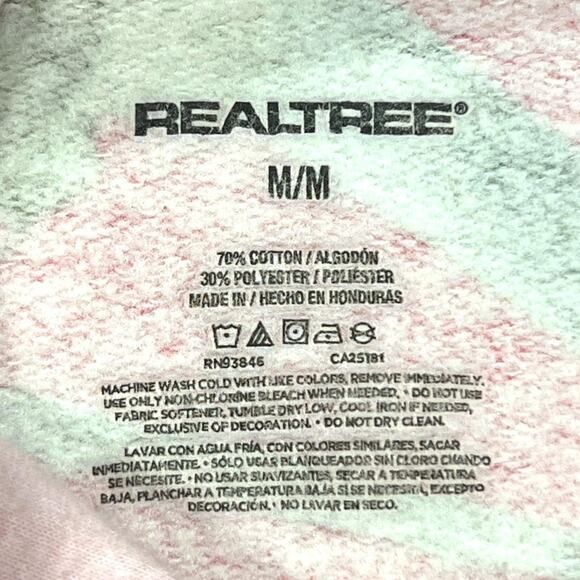 REALTREE®
M/M
70% COTTON / ALGODÓN
30% POLYESTER / POLIÉSTER
MADE IN / HECHO EN HONDURAS
RN93846 CA25181
MACHINE WASH COLD WITH LIKE COLORS, REMOVE IMMEDIATELY.
USE ONLY NON-CHLORINE BLEACH WHEN NEEDED. • DO NOT USE
FABRIC SOFTENER, TUMBLE DRY LOW, COOL IRON IF NEEDED,
EXCLUSIVE OF DECORATION. • DO NOT DRY CLEAN.
LAVAR CON AGUA FRÍA, CON COLORES SIMILARES, SACAR
INMEDIATAMENTE. • SÓLO USAR BLANQUEADOR SIN CLORO CUANDO
SE NECESITE. • NO USAR SUAVIZANTES, SECAR A TEMPERATURA
BAJA, PLANCHAR A TEMPERATURA BAJA SI SE NECESITA, EXCEPTO
DECORACIÓN. • NO LAVAR EN SECO.